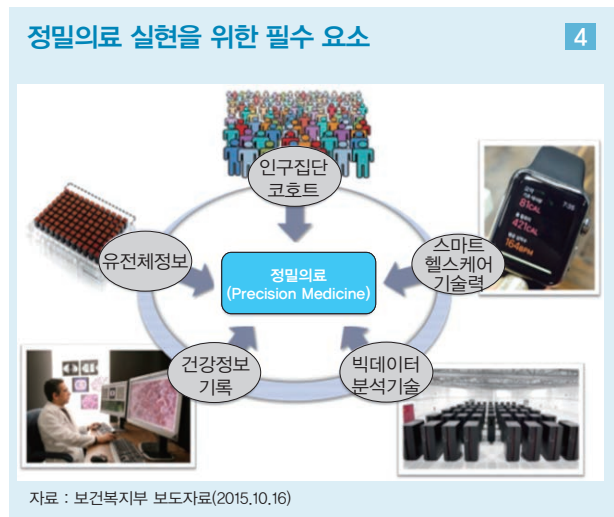 정밀의료 실현을 위한 필수 요소
4
인구집단
코호트
유전체정보
스마트
헬스케어
기술력
정밀의료
(Precision Medicine)
건강정보
기록
빅데이터
분석기술
81CAL
421CAL
164BPM
자료 : 보건복지부 보도자료(2015.10.16)